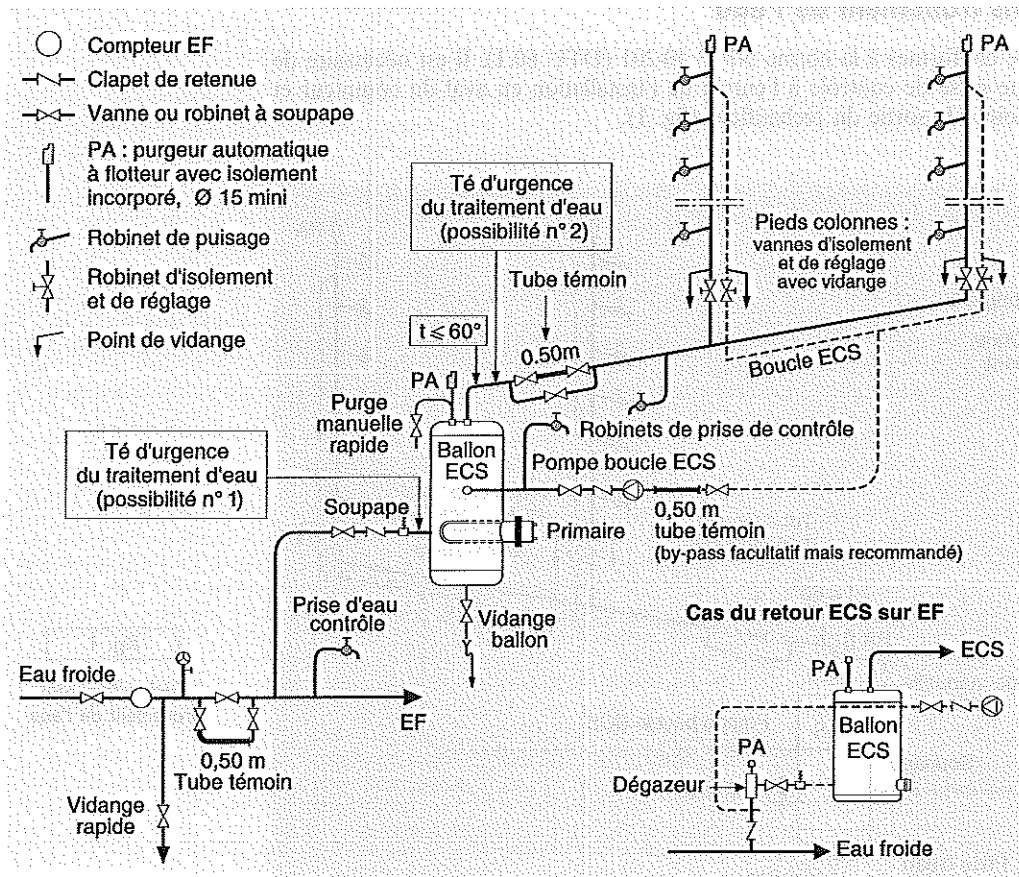 Compteur EF
Clapet de retenue
Vanne ou robinet à soupape
PA : purgeur automatique
à flotteur avec isolement
incorporé, Ø 15 mini
Robinet de puisage
Robinet d'isolement
et de réglage
Point de vidange
PA
PA
Té d'urgence
du traitement d'eau
(possibilité n° 2)
Tube témoin
Pieds colonnes :
vannes d'isolement
et de réglage
avec vidange
t ⩽ 60°
0.50m
Boucle ECS
PA
Purge
manuelle
rapide
Ballon
ECS
Robinets de prise de contrôle
Pompe boucle ECS
Té d'urgence
du traitement d'eau
(possibilité n° 1)
Soupape
Primaire
0,50 m
tube témoin
(by-pass facultatif mais recommandé)
Prise d'eau
contrôle
Vidange
ballon
Eau froide
EF
0,50 m
Tube témoin
Vidange
rapide
Cas du retour ECS sur EF
PA
ECS
Ballon
ECS
PA
Dégazeur
Eau froide